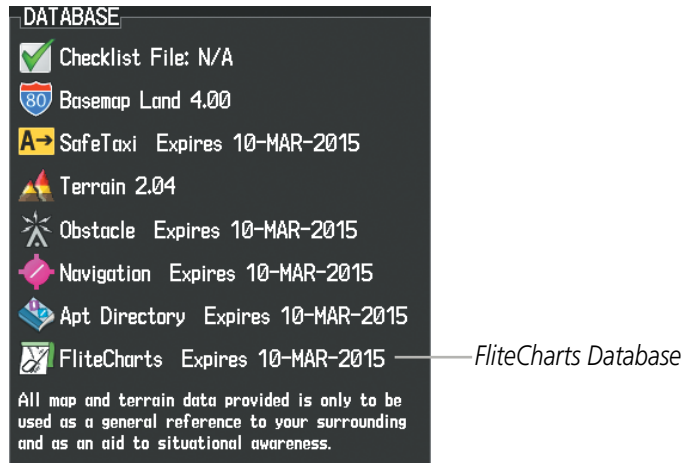 DATABASE
Checklist File: N/A
80 Basemap Land 4.00
A→ SafeTaxi Expires 10-MAR-2015
Terrain 2.04
Obstacle Expires 10-MAR-2015
Navigation Expires 10-MAR-2015
Apt Directory Expires 10-MAR-2015
FliteCharts Expires 10-MAR-2015 FliteCharts Database
All map and terrain data provided is only to be
used as a general reference to your surrounding
and as an aid to situational awareness.